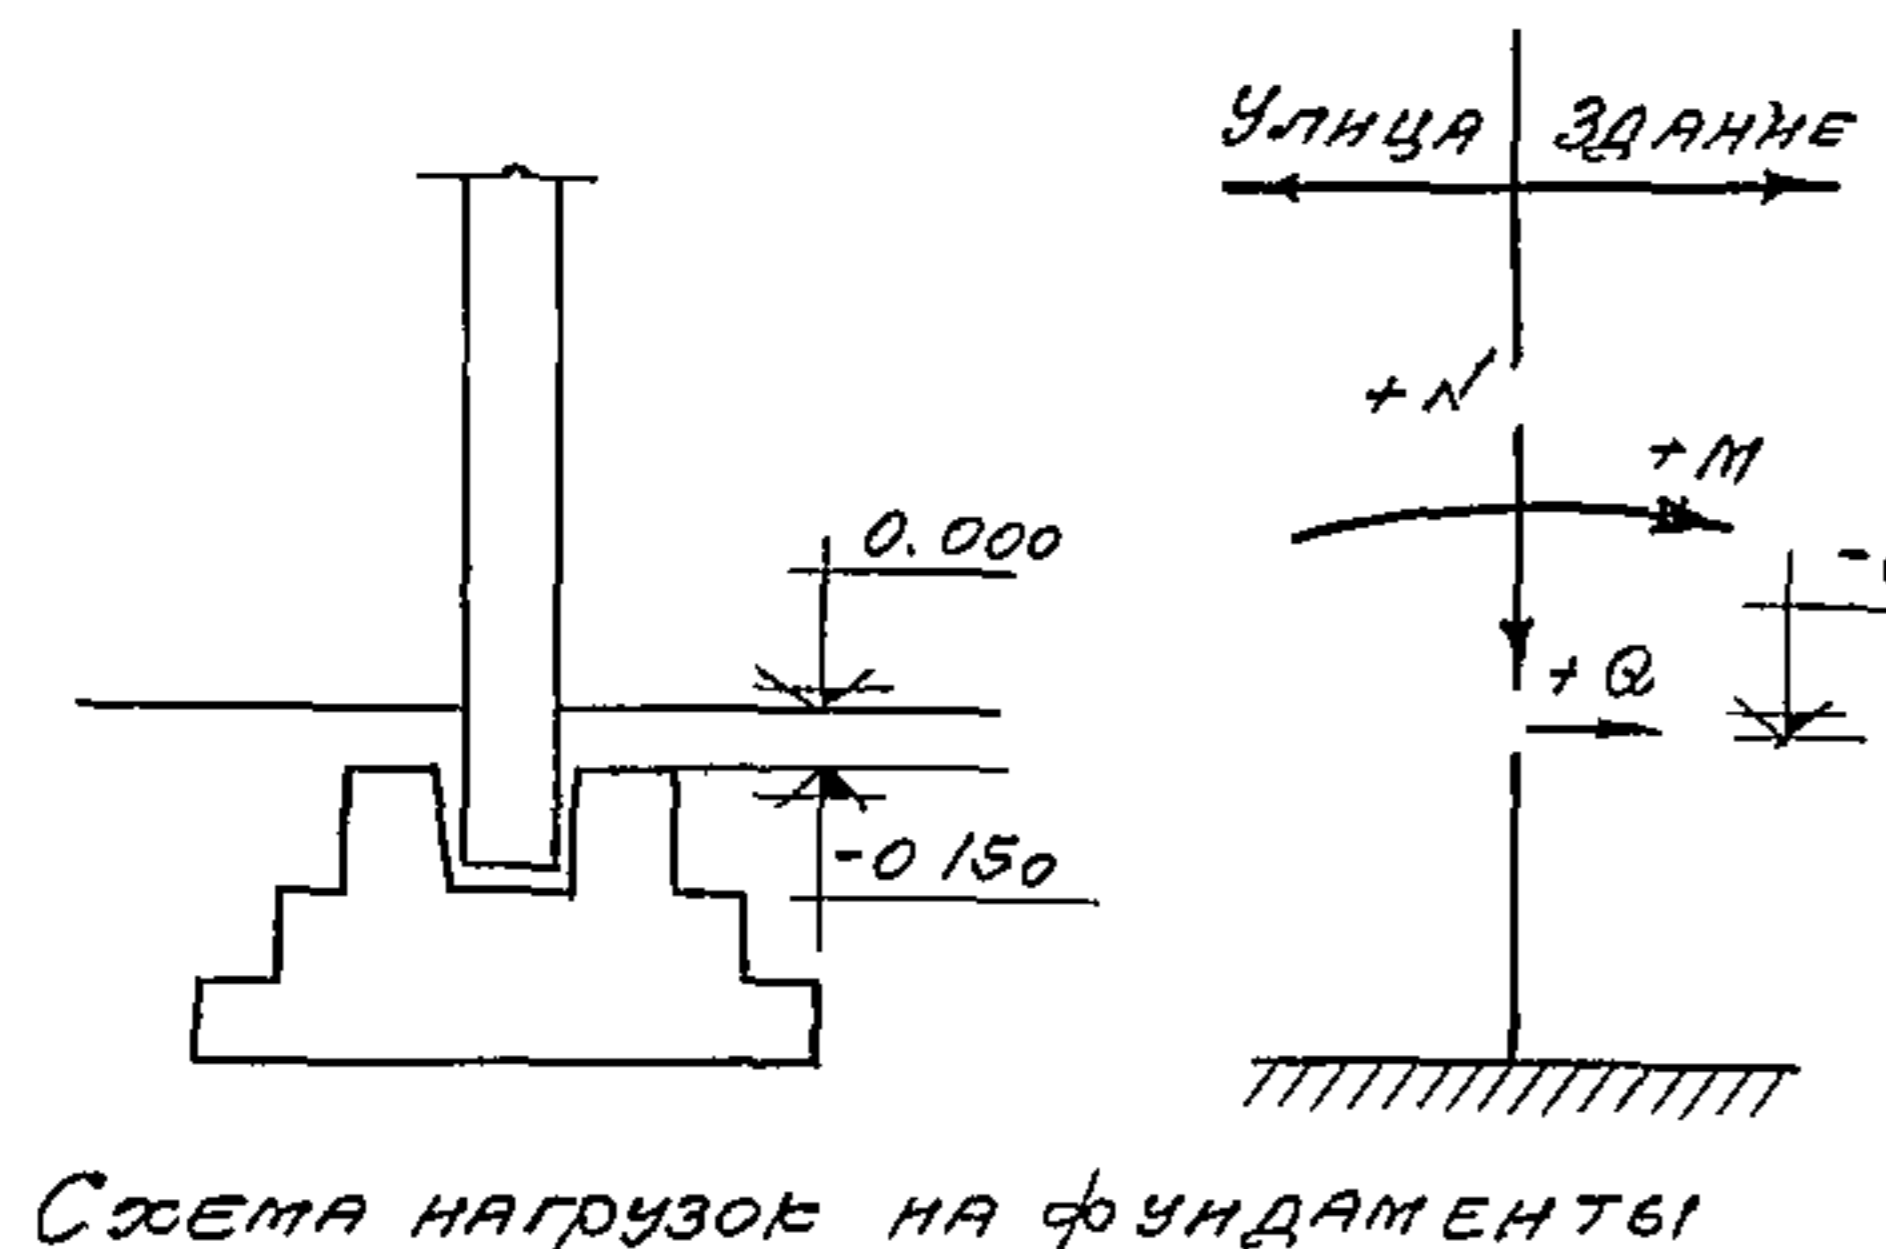 Улица Здание
+N
+M
0.000
+Q
-0 150
Схема нагрузок на фундаменты